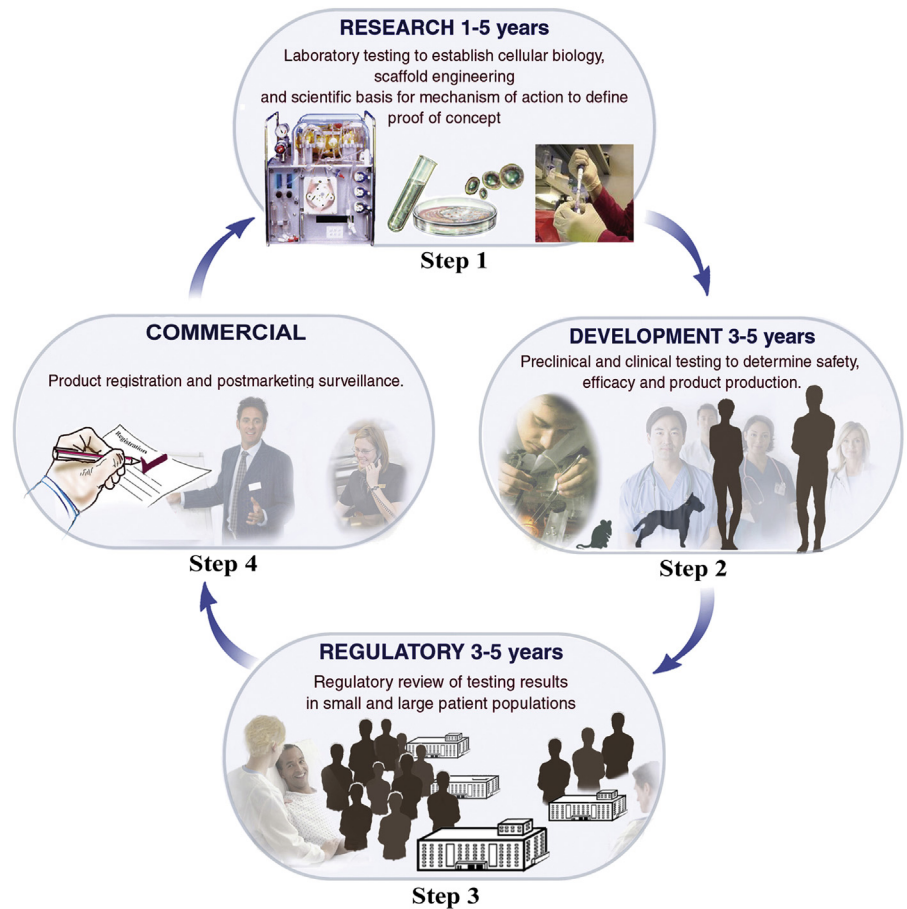 RESEARCH 1-5 years
Laboratory testing to establish cellular biology,
scaffold engineering
and scientific basis for mechanism of action to define
proof of concept
Step 1
DEVELOPMENT 3-5 years
Preclinical and clinical testing to determine safety,
efficacy and product production.
Step 2
REGULATORY 3-5 years
Regulatory review of testing results
in small and large patient populations
Step 3
COMMERCIAL
Product registration and postmarketing surveillance.
Registration
Step 4